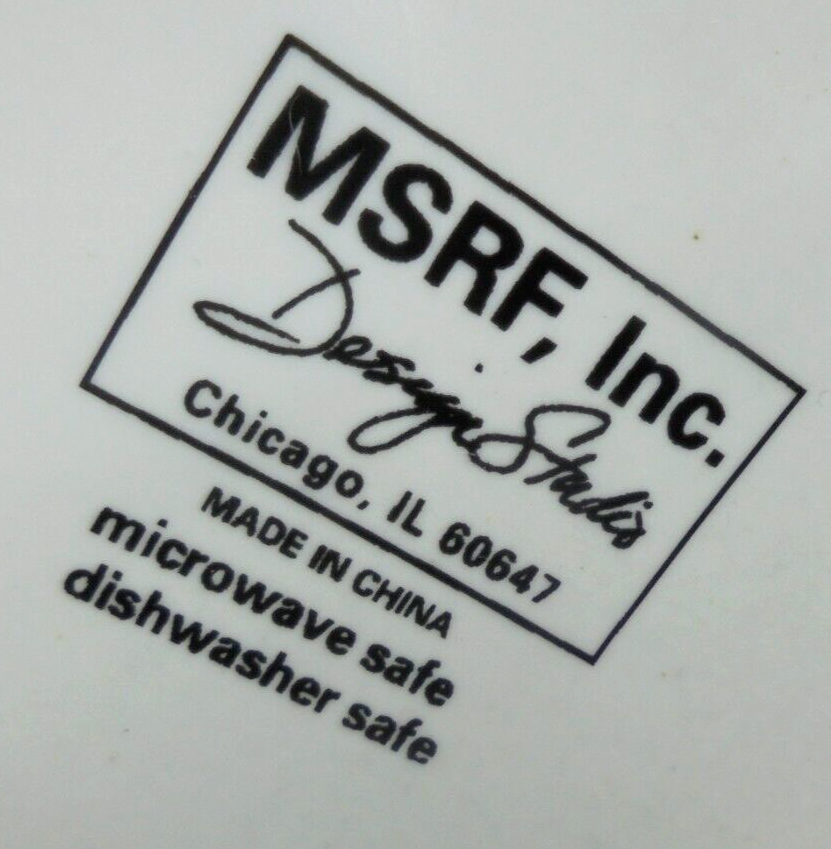 MSRF, Inc.
Design Studio
Chicago, IL 60647
MADE IN CHINA
microwave safe
dishwasher safe